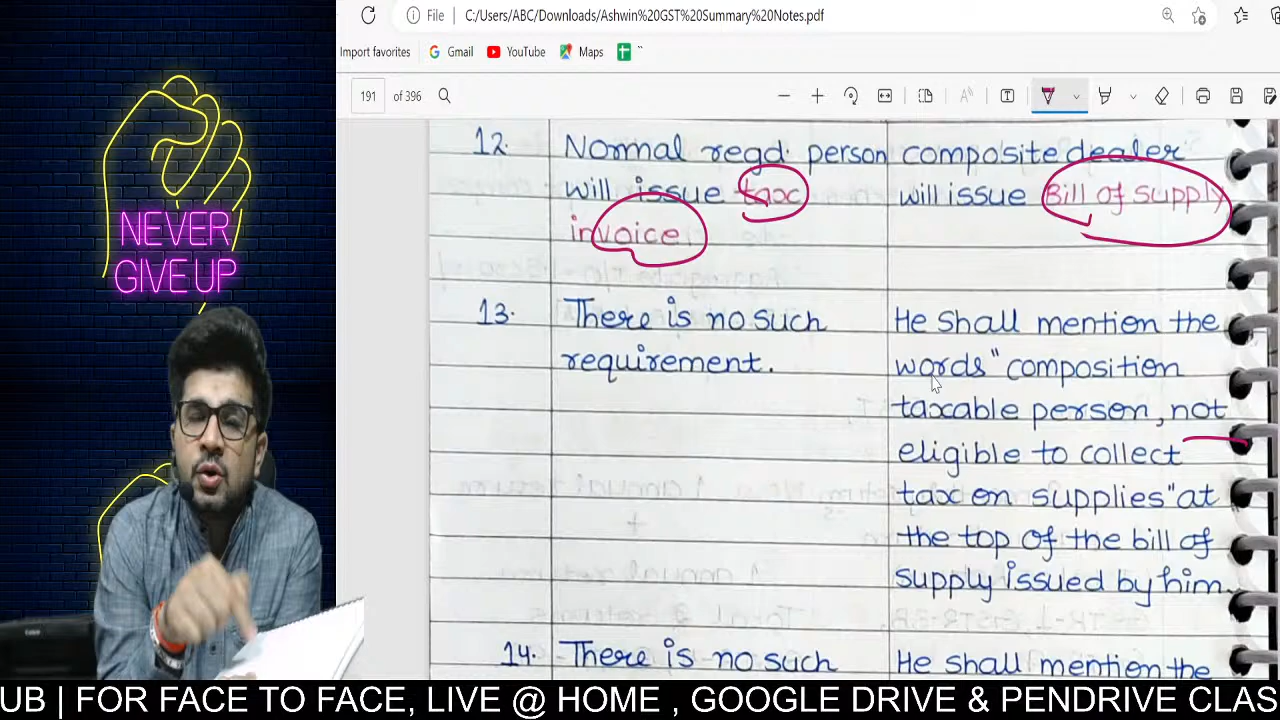 File C:/Users/ABC/Downloads/Ashwin%20GST%20Summary%20Notes.pdf
Import favorites Gmail YouTube Maps
191 of 396
12. Normal regd. person composite dealer
will issue tax will issue Bill of supply
invoice.
13. There is no such He shall mention the
requirement. words "composition
taxable person, not
eligible to collect
tax on supplies" at
the top of the bill of
supply issued by him.
14. There is no such He shall mention the
NEVER
GIVE UP
UB | FOR FACE TO FACE, LIVE @ HOME , GOOGLE DRIVE & PENDRIVE CLAS